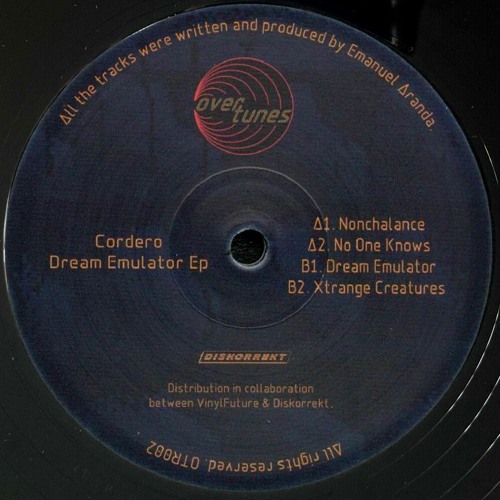 Δll the tracks were written and produced by Emanuel Δranda.
over
tunes
Cordero
Dream Emulator Ep
Δ1. Nonchalance
Δ2. No One Knows
B1. Dream Emulator
B2. Xtrange Creatures
DISKORREKT
Distribution in collaboration
between VinylFuture & Diskorrekt.
Δll rights reserved. OTR002